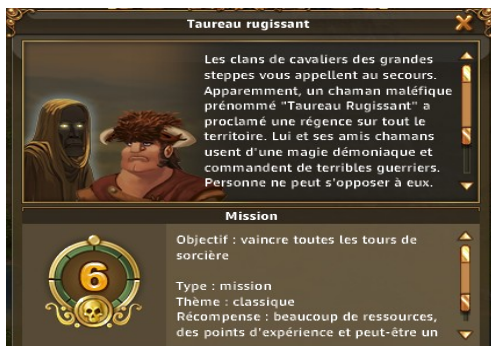 Taureau rugissant
Les clans de cavaliers des grandes
steppes vous appellent au secours.
Apparemment, un chaman maléfique
prénommé "Taureau Rugissant" a
proclamé une régence sur tout le
territoire. Lui et ses amis chamans
usent d'une magie démoniaque et
commandent de terribles guerriers.
Personne ne peut s'opposer à eux.
Mission
6
Objectif : vaincre toutes les tours de
sorcière
Type : mission
Thème : classique
Récompense : beaucoup de ressources,
des points d'expérience et peut-être un